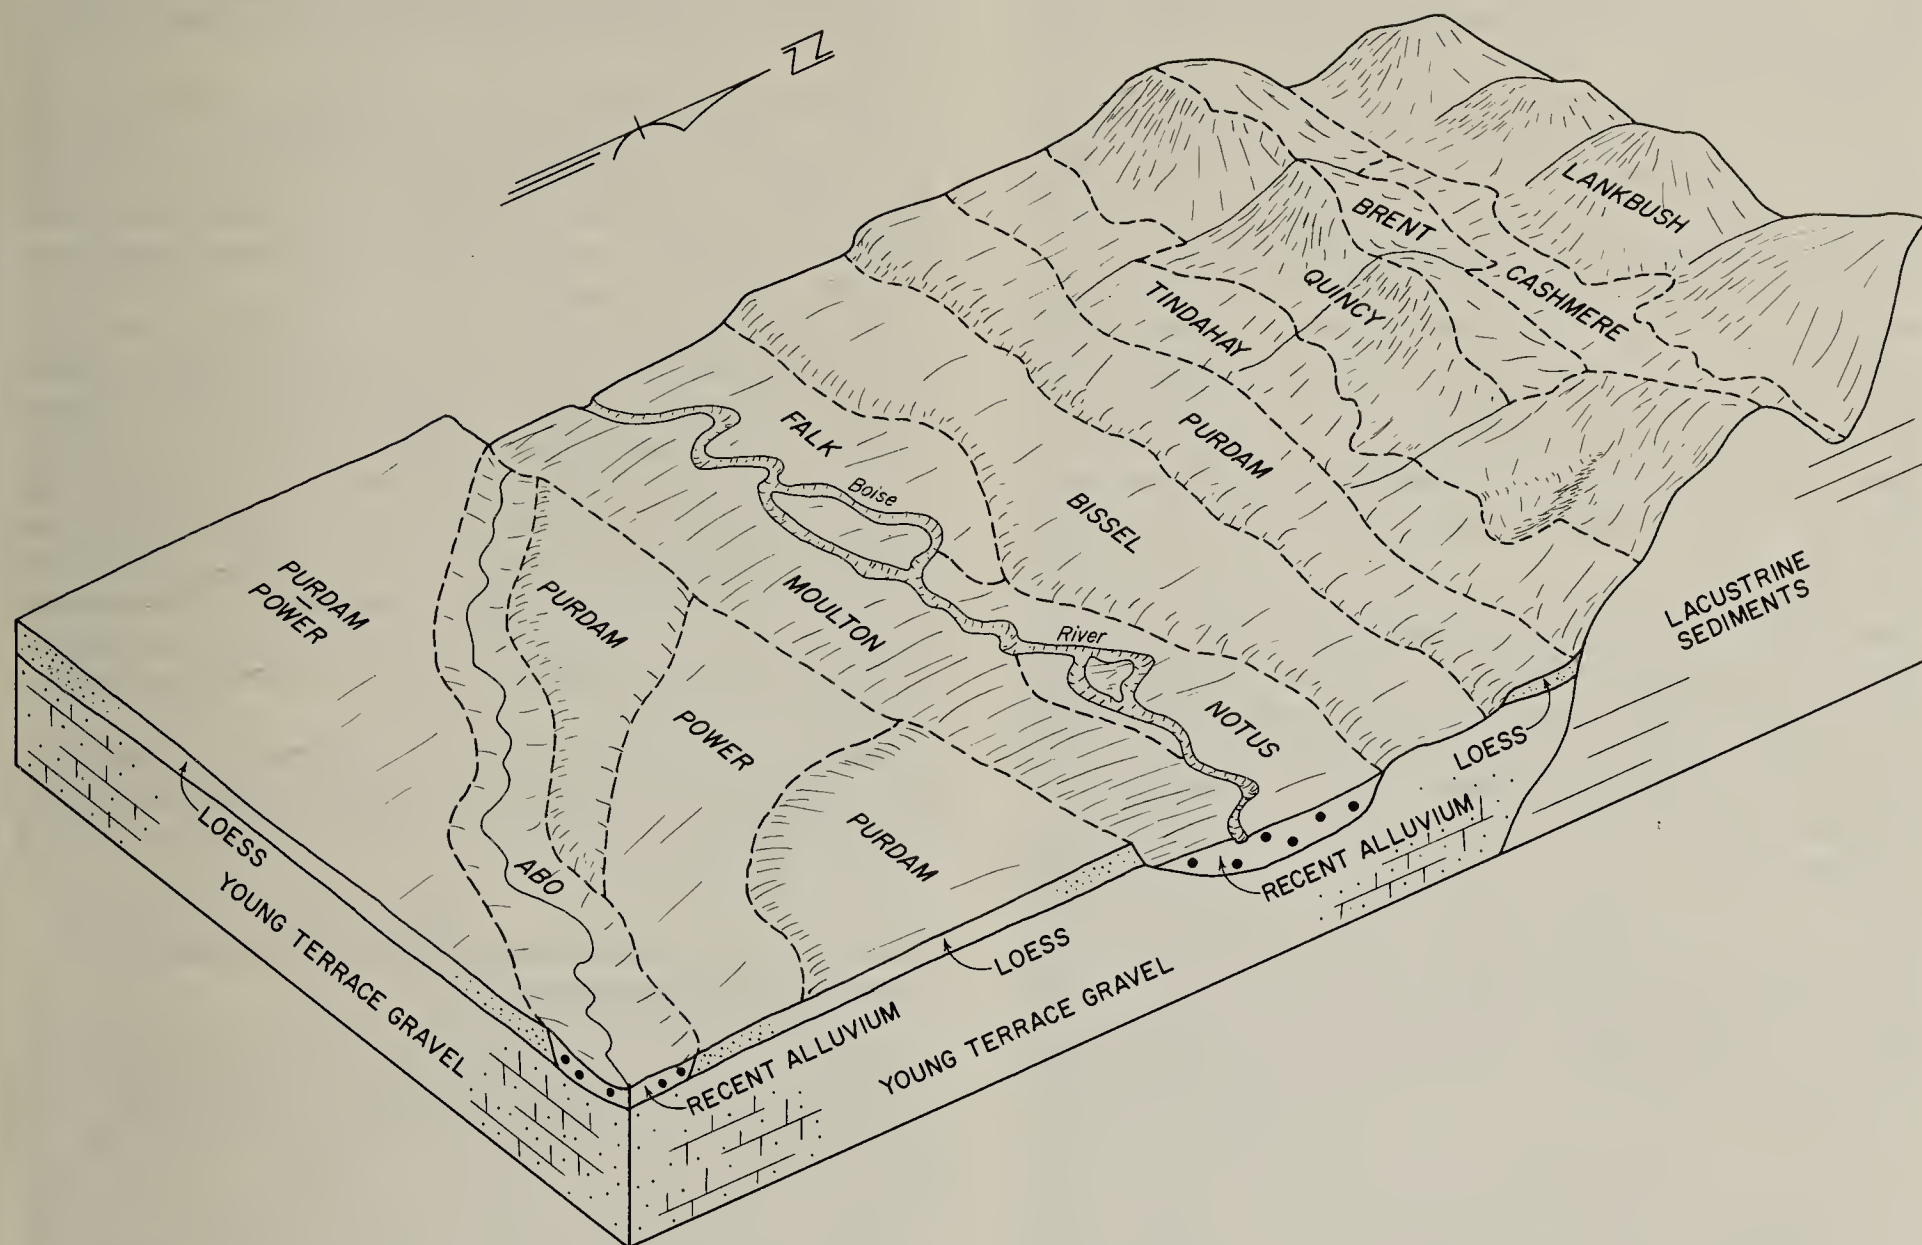 N
LANKBUSH
BRENT
CASHMERE
QUINCY
TINDAHAY
PURDAM
FALK
Boise
BISSEL
PURDAM
-
POWER
PURDAM
MOULTON
River
LACUSTRINE
SEDIMENTS
NOTUS
POWER
LOESS
PURDAM
LOESS
ABO
RECENT ALLUVIUM
YOUNG TERRACE GRAVEL
LOESS
RECENT ALLUVIUM
YOUNG TERRACE GRAVEL